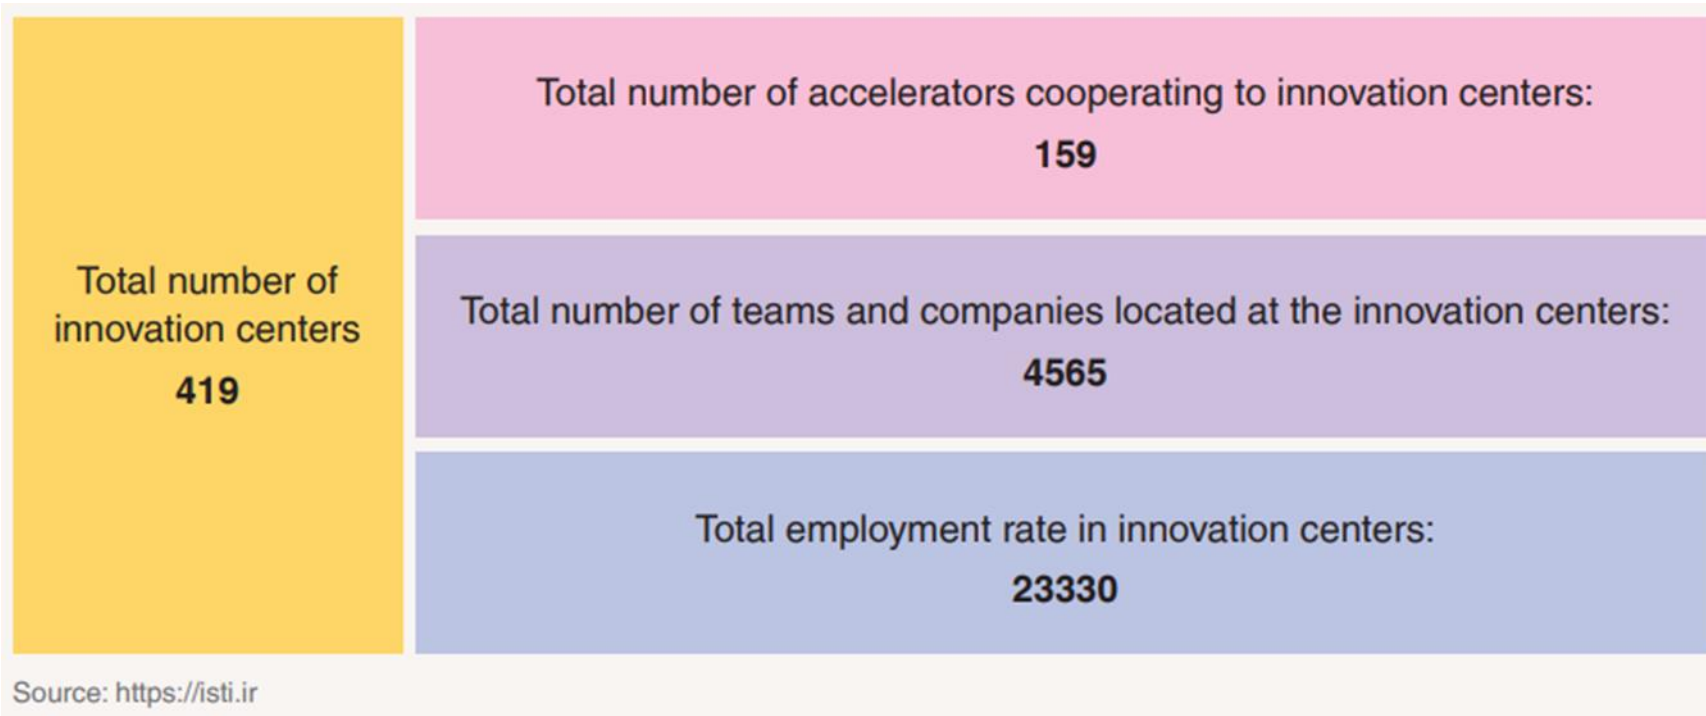 Total number of
innovation centers
419
Total number of accelerators cooperating to innovation centers:
159
Total number of teams and companies located at the innovation centers:
4565
Total employment rate in innovation centers:
23330
Source: https://isti.ir